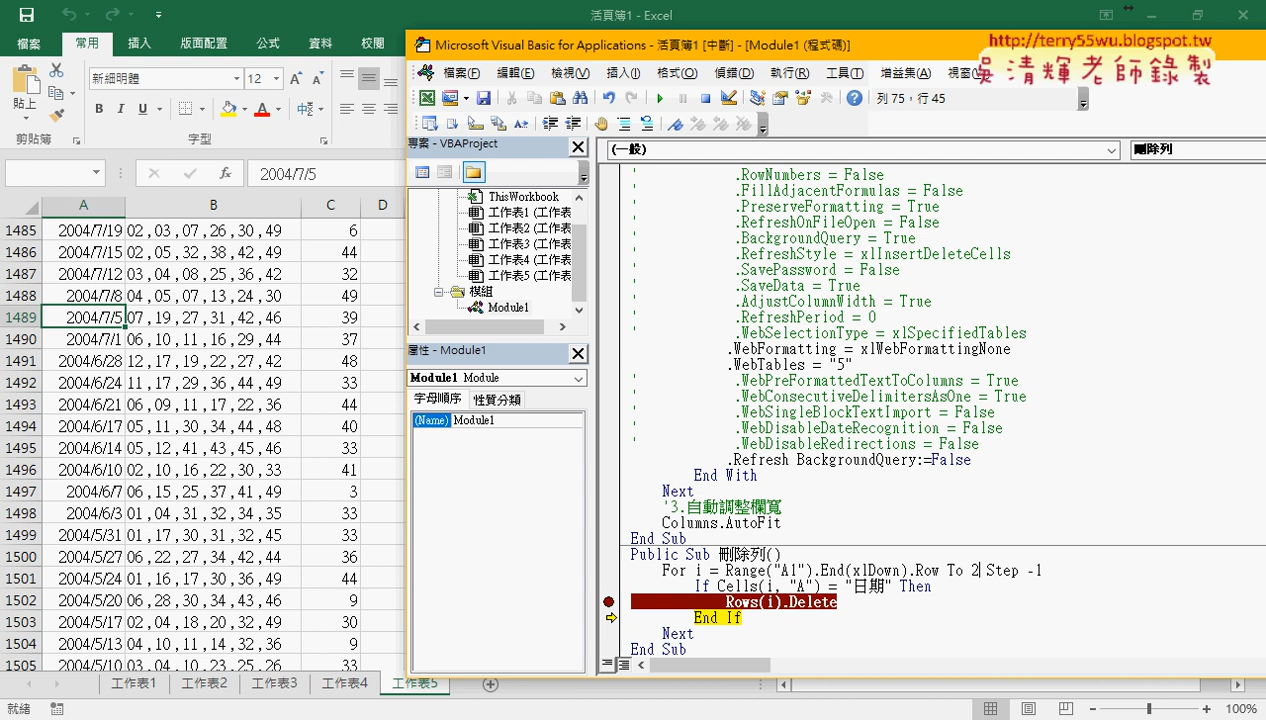 活頁簿1 - Excel
檔案 常用 插入 版面配置 公式 資料 校閱
貼上
新細明體 12
剪貼簿 字型
2004/7/5
A B C D
1485 2004/7/19 02 , 03 , 07 , 26 , 30 , 49 6
1486 2004/7/15 02 , 05 , 32 , 38 , 42 , 49 44
1487 2004/7/12 03 , 04 , 08 , 25 , 36 , 42 32
1488 2004/7/8 04 , 05 , 07 , 13 , 24 , 30 49
1489 2004/7/5 07 , 19 , 27 , 31 , 42 , 46 39
1490 2004/7/1 06 , 10 , 11 , 16 , 29 , 44 37
1491 2004/6/28 12 , 17 , 19 , 22 , 27 , 42 48
1492 2004/6/24 11 , 17 , 29 , 36 , 44 , 49 33
1493 2004/6/21 06 , 09 , 11 , 17 , 22 , 36 44
1494 2004/6/17 05 , 11 , 30 , 34 , 44 , 48 40
1495 2004/6/14 05 , 12 , 41 , 43 , 45 , 46 33
1496 2004/6/10 02 , 10 , 16 , 22 , 30 , 33 41
1497 2004/6/7 06 , 15 , 25 , 37 , 41 , 49 3
1498 2004/6/3 01 , 04 , 31 , 32 , 34 , 35 33
1499 2004/5/31 01 , 17 , 30 , 31 , 32 , 45 33
1500 2004/5/27 06 , 22 , 27 , 34 , 42 , 44 36
1501 2004/5/24 01 , 16 , 17 , 30 , 36 , 49 44
1502 2004/5/20 06 , 28 , 30 , 34 , 43 , 46 9
1503 2004/5/17 02 , 04 , 18 , 20 , 32 , 49 30
1504 2004/5/13 04 , 10 , 11 , 14 , 32 , 36 9
1505 2004/5/10 03 , 04 , 10 , 23 , 25 , 26 33
工作表1 工作表2 工作表3 工作表4 工作表5
就緒 100%
Microsoft Visual Basic for Applications - 活頁簿1 [中斷] - [Module1 (程式碼)]
http://terry55wu.blogspot.tw
吳清輝老師錄製
檔案(F) 編輯(E) 檢視(V) 插入(I) 格式(O) 偵錯(D) 執行(R) 工具(T) 增益集(A) 視窗
列 75，行 45
專案 - VBAProject
ThisWorkbook
工作表1 (工作表
工作表2 (工作表
工作表3 (工作表
工作表4 (工作表
工作表5 (工作表
模組
Module1
屬性 - Module1
Module1 Module
字母順序 性質分類
(Name) Module1
(一般) 刪除列
' .RowNumbers = False
' .FillAdjacentFormulas = False
' .PreserveFormatting = True
' .RefreshOnFileOpen = False
' .BackgroundQuery = True
' .RefreshStyle = xlInsertDeleteCells
' .SavePassword = False
' .SaveData = True
' .AdjustColumnWidth = True
' .RefreshPeriod = 0
' .WebSelectionType = xlSpecifiedTables
.WebFormatting = xlWebFormattingNone
.WebTables = "5"
' .WebPreFormattedTextToColumns = True
' .WebConsecutiveDelimitersAsOne = True
' .WebSingleBlockTextImport = False
' .WebDisableDateRecognition = False
' .WebDisableRedirections = False
.Refresh BackgroundQuery:=False
End With
Next
'3.自動調整欄寬
Columns.AutoFit
End Sub
Public Sub 刪除列()
For i = Range("A1").End(xlDown).Row To 2 Step -1
If Cells(i, "A") = "日期" Then
Rows(i).Delete
End If
Next
End Sub